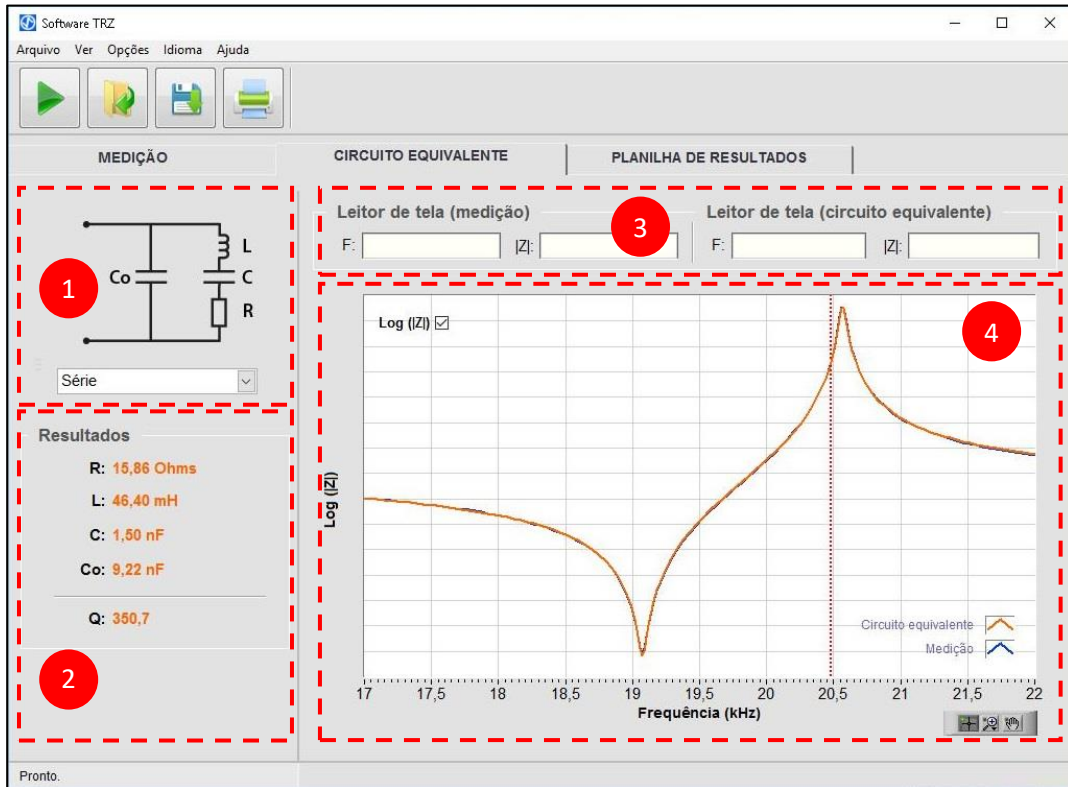 Software TRZ
Arquivo Ver Opções Idioma Ajuda
MEDIÇÃO
CIRCUITO EQUIVALENTE
PLANILHA DE RESULTADOS
Co
L
C
R
1
Série
Resultados
R: 15,86 Ohms
L: 46,40 mH
C: 1,50 nF
Co: 9,22 nF
Q: 350,7
2
Leitor de tela (medição)
F:
|Z|:
3
Leitor de tela (circuito equivalente)
F:
|Z|:
Log (|Z|)
4
Log (|Z|)
Circuito equivalente
Medição
17 17,5 18 18,5 19 19,5 20 20,5 21 21,5 22
Frequência (kHz)
Pronto.